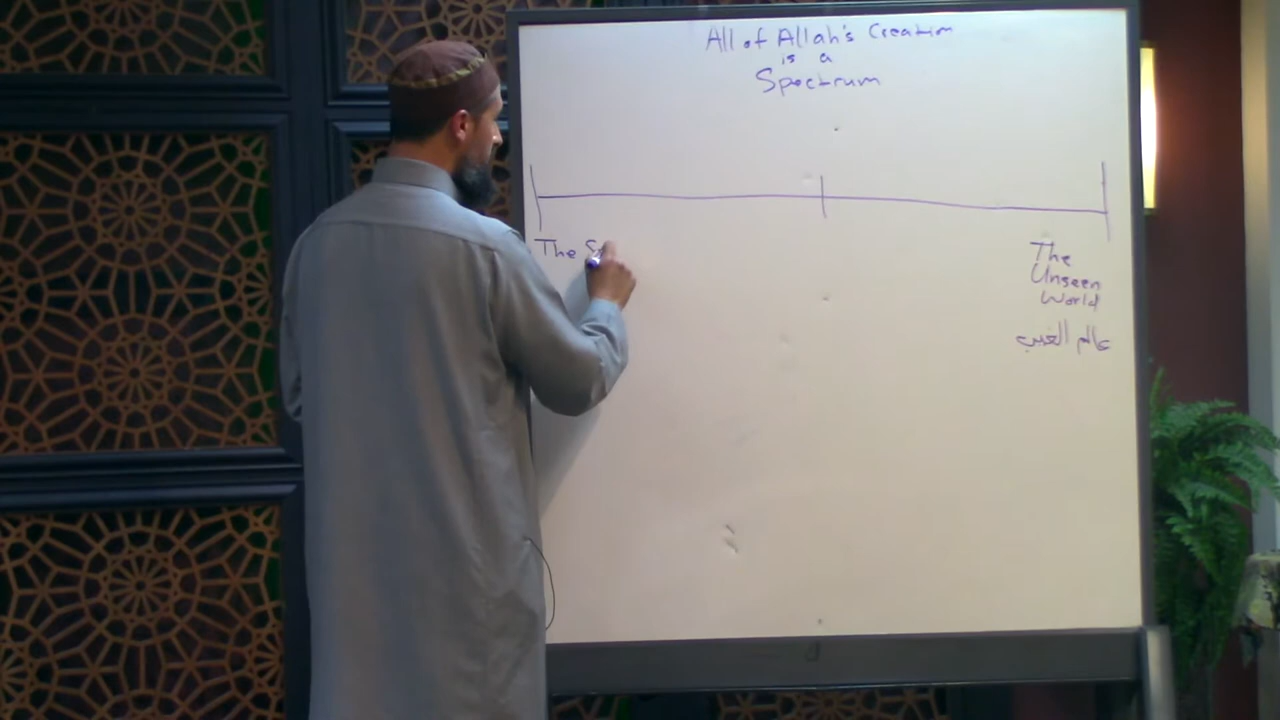 All of Allah's Creation
is a
Spectrum
The S
The
Unseen
World
عالم الغيب